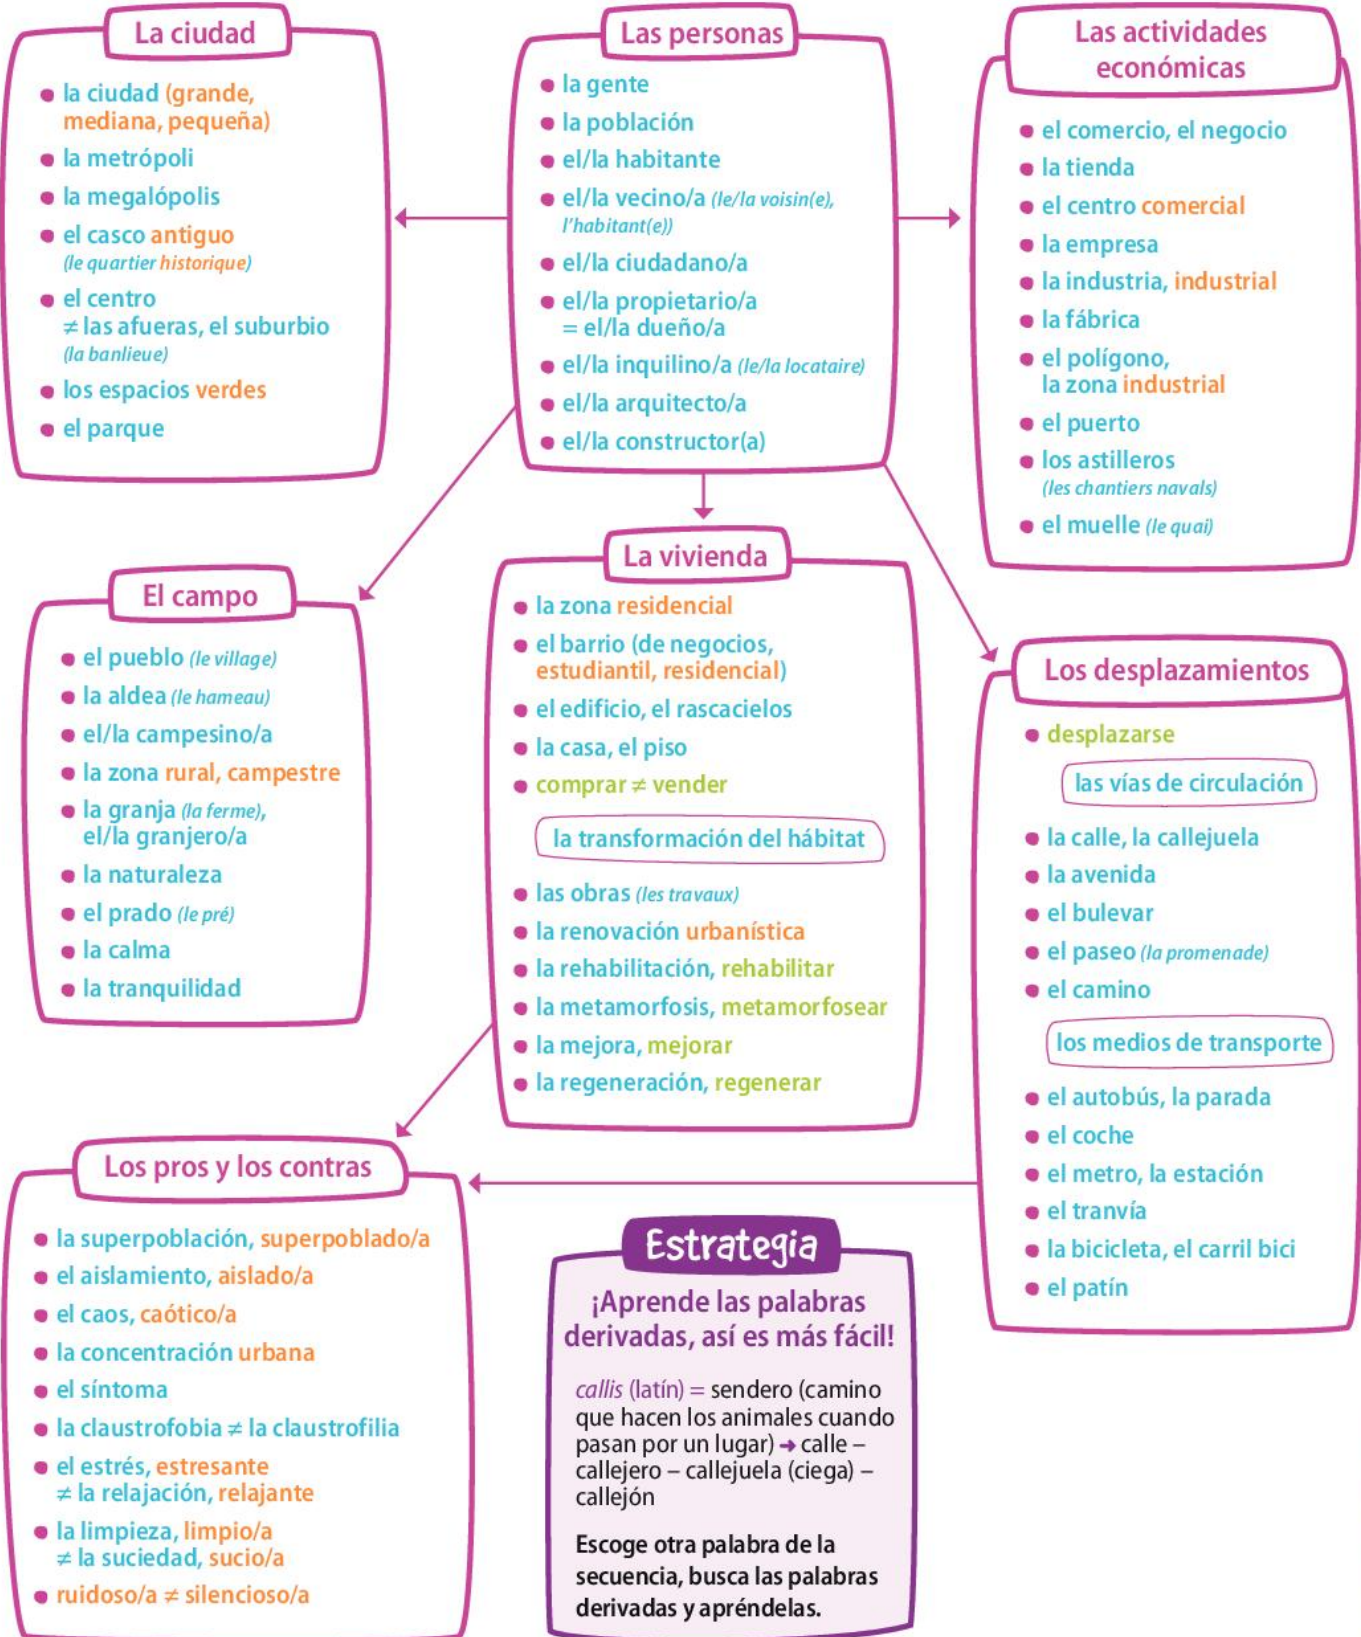 La ciudad
la ciudad (grande,
mediana, pequeña)
la metrópoli
la megalópolis
el casco antiguo
(le quartier historique)
el centro
≠ las afueras, el suburbio
(la banlieue)
los espacios verdes
el parque
Las personas
la gente
la población
el/la habitante
el/la vecino/a (le/la voisin(e),
l'habitant(e))
el/la ciudadano/a
el/la propietario/a
= el/la dueño/a
el/la inquilino/a (le/la locataire)
el/la arquitecto/a
el/la constructor(a)
Las actividades
económicas
el comercio, el negocio
la tienda
el centro comercial
la empresa
la industria, industrial
la fábrica
el polígono,
la zona industrial
el puerto
los astilleros
(les chantiers navals)
el muelle (le quai)
El campo
el pueblo (le village)
la aldea (le hameau)
el/la campesino/a
la zona rural, campestre
la granja (la ferme),
el/la granjero/a
la naturaleza
el prado (le pré)
la calma
la tranquilidad
La vivienda
la zona residencial
el barrio (de negocios,
estudiantil, residencial)
el edificio, el rascacielos
la casa, el piso
comprar ≠ vender
la transformación del hábitat
las obras (les travaux)
la renovación urbanística
la rehabilitación, rehabilitar
la metamorfosis, metamorfosear
la mejora, mejorar
la regeneración, regenerar
Los desplazamientos
desplazarse
las vías de circulación
la calle, la callejuela
la avenida
el bulevar
el paseo (la promenade)
el camino
los medios de transporte
el autobús, la parada
el coche
el metro, la estación
el tranvía
la bicicleta, el carril bici
el patín
Los pros y los contras
la superpoblación, superpoblado/a
el aislamiento, aislado/a
el caos, caótico/a
la concentración urbana
el síntoma
la claustrofobia ≠ la claustrofilia
el estrés, estresante
≠ la relajación, relajante
la limpieza, limpio/a
≠ la suciedad, sucio/a
ruidoso/a ≠ silencioso/a
Estrategia
¡Aprende las palabras
derivadas, así es más fácil!
callis (latín) = sendero (camino
que hacen los animales cuando
pasan por un lugar) ➜ calle –
callejero – callejuela (ciega) –
callejón
Escoge otra palabra de la
secuencia, busca las palabras
derivadas y apréndelas.